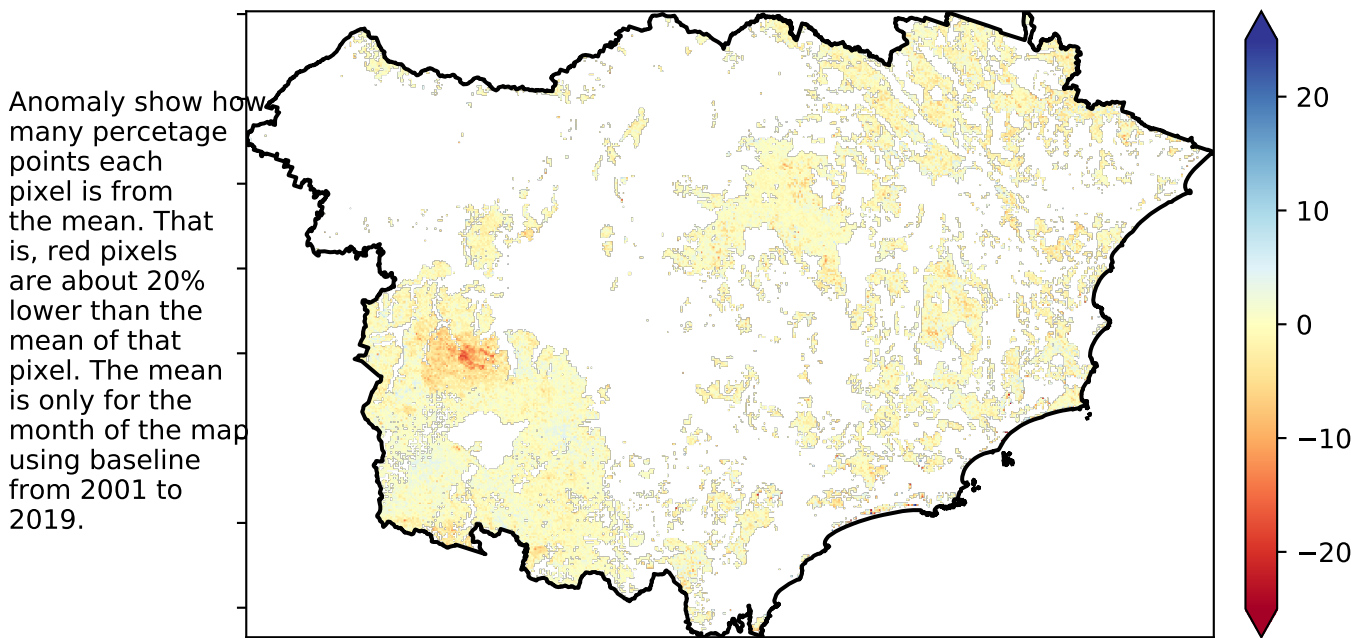 Anomaly show how
many percetage
points each
pixel is from
the mean. That
is, red pixels
are about 20%
lower than the
mean of that
pixel. The mean
is only for the
month of the map
using baseline
from 2001 to
2019.
20
10
0
−10
−20